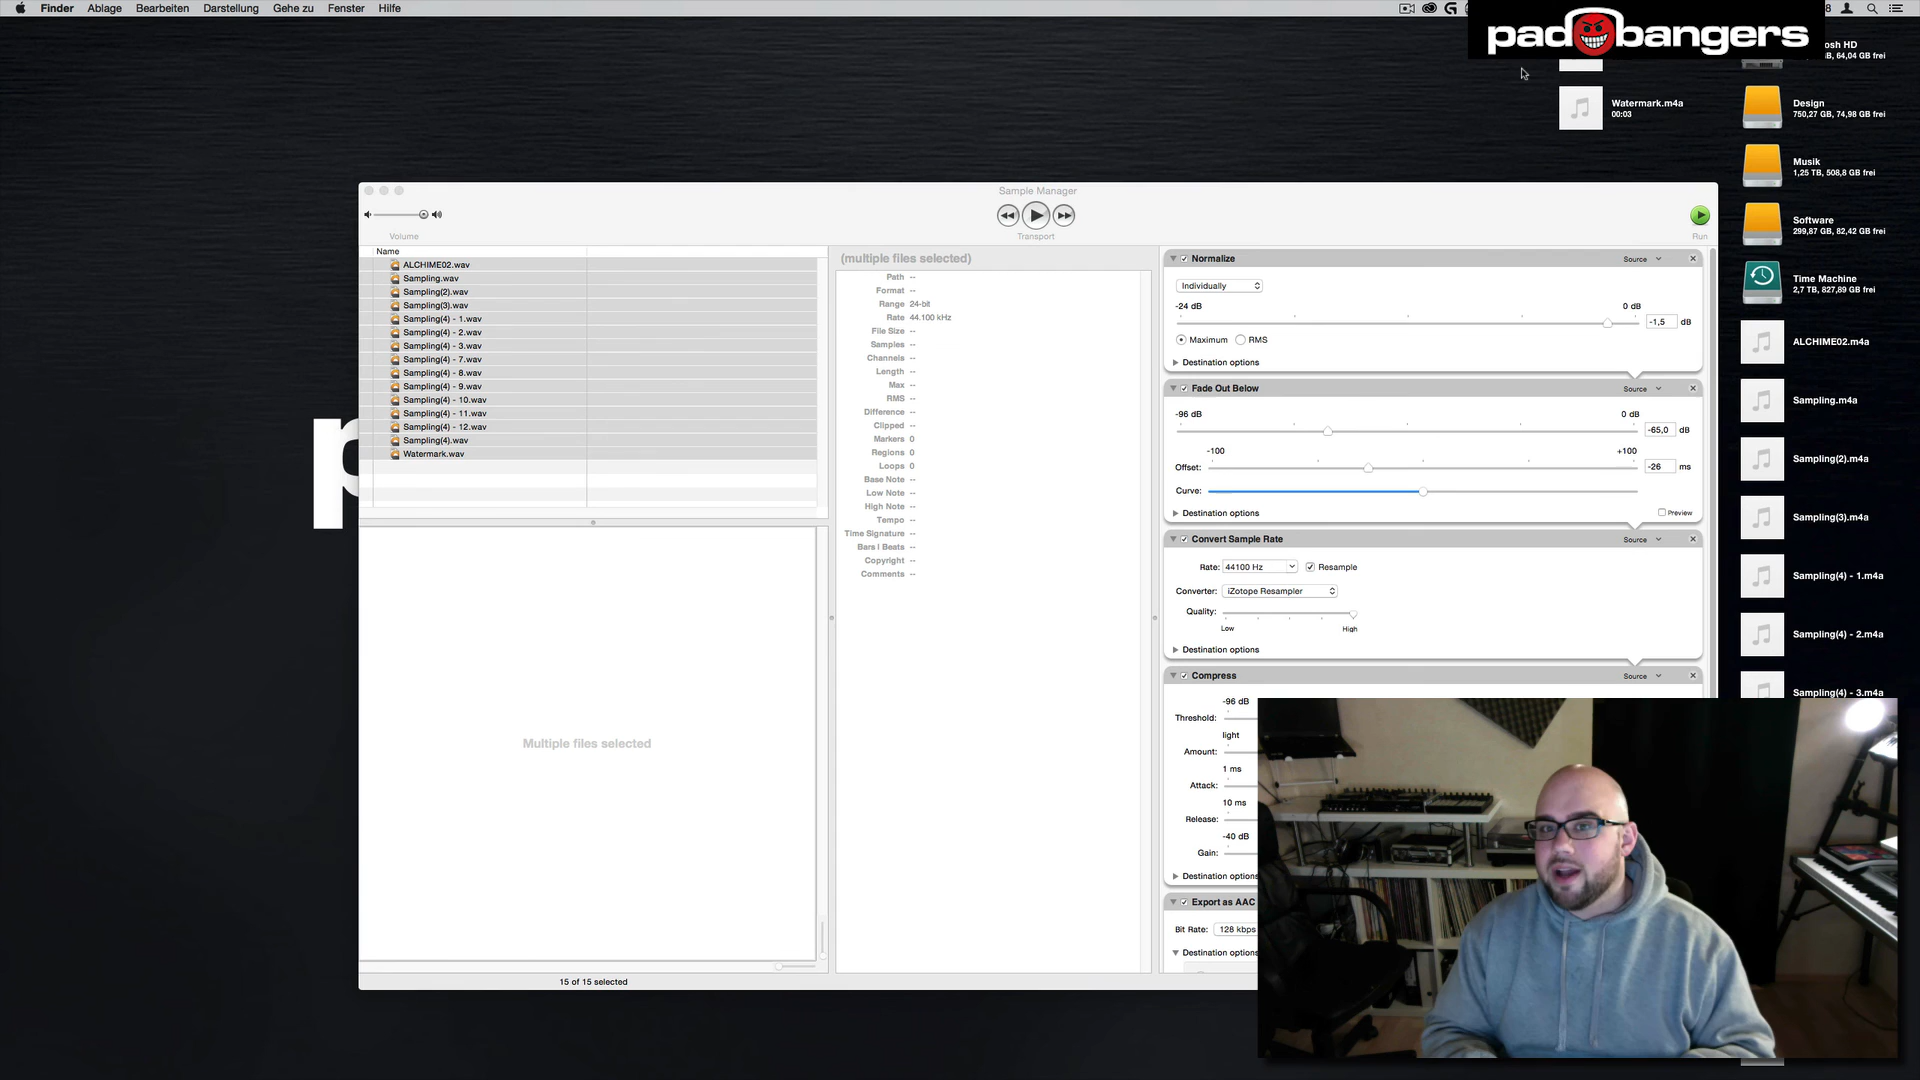 Finder Ablage Bearbeiten Darstellung Gehe zu Fenster Hilfe
pad bangers
64,04 GB frei
Watermark.m4a
00:03
Design
750,27 GB, 74,98 GB frei
Musik
1,25 TB, 508,8 GB frei
Software
299,87 GB, 82,42 GB frei
Time Machine
2,7 TB, 827,89 GB frei
ALCHIME02.m4a
Sampling.m4a
Sampling(2).m4a
Sampling(3).m4a
Sampling(4) - 1.m4a
Sampling(4) - 2.m4a
Sampling(4) - 3.m4a
Sample Manager
Volume
Transport
Run
Name
ALCHIME02.wav
Sampling.wav
Sampling(2).wav
Sampling(3).wav
Sampling(4) - 1.wav
Sampling(4) - 2.wav
Sampling(4) - 3.wav
Sampling(4) - 7.wav
Sampling(4) - 8.wav
Sampling(4) - 9.wav
Sampling(4) - 10.wav
Sampling(4) - 11.wav
Sampling(4) - 12.wav
Sampling(4).wav
Watermark.wav
Multiple files selected
15 of 15 selected
(multiple files selected)
Path --
Format --
Range 24-bit
Rate 44.100 kHz
File Size --
Samples --
Channels --
Length --
Max --
RMS --
Difference --
Clipped --
Markers 0
Regions 0
Loops 0
Base Note --
Low Note --
High Note --
Tempo --
Time Signature --
Bars | Beats --
Copyright --
Comments --
Normalize Source
Individually
-24 dB 0 dB
-1,5 dB
Maximum RMS
Destination options
Fade Out Below Source
-96 dB 0 dB
-65,0 dB
-100 +100
Offset: -26 ms
Curve:
Destination options Preview
Convert Sample Rate Source
Rate: 44100 Hz Resample
Converter: iZotope Resampler
Quality:
Low High
Destination options
Compress Source
-96 dB
Threshold:
light
Amount:
1 ms
Attack:
10 ms
Release:
-40 dB
Gain:
Destination options
Export as AAC
Bit Rate: 128 kbps
Destination options